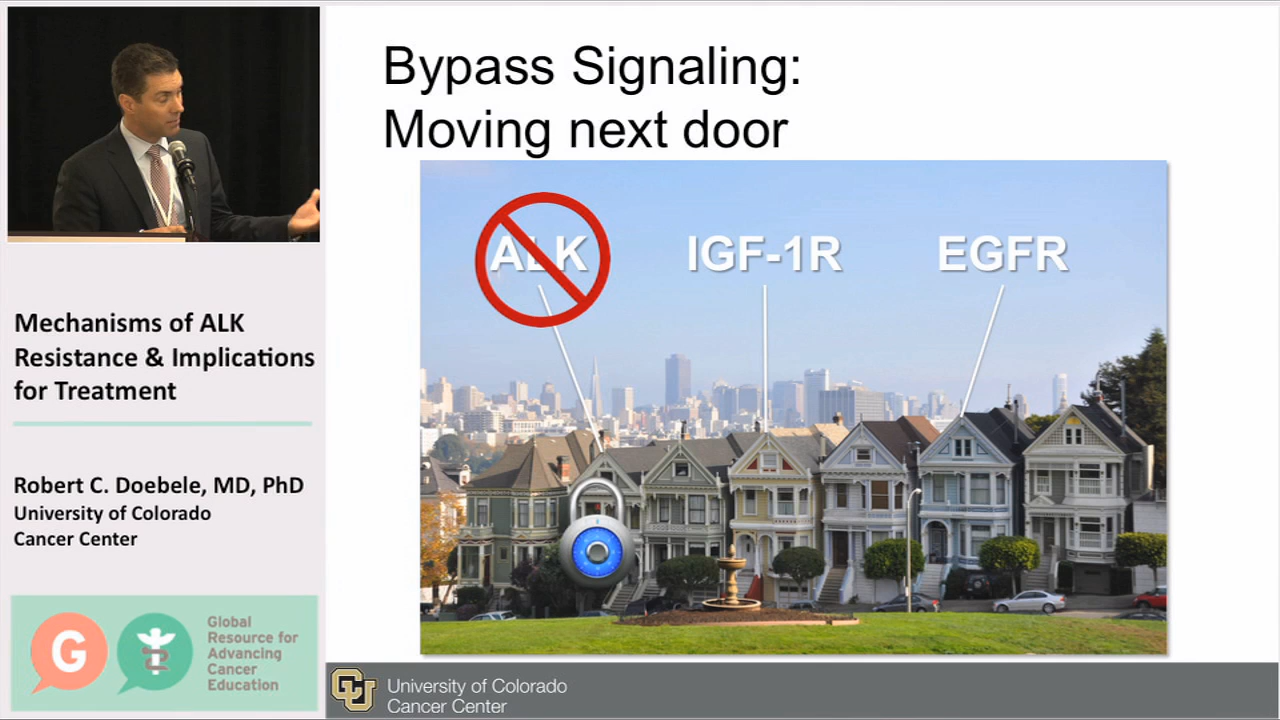 Bypass Signaling:
Moving next door
ALK
IGF-1R
EGFR
Mechanisms of ALK
Resistance & Implications
for Treatment
Robert C. Doebele, MD, PhD
University of Colorado
Cancer Center
G
Global
Resource for
Advancing
Cancer
Education
CU
University of Colorado
Cancer Center